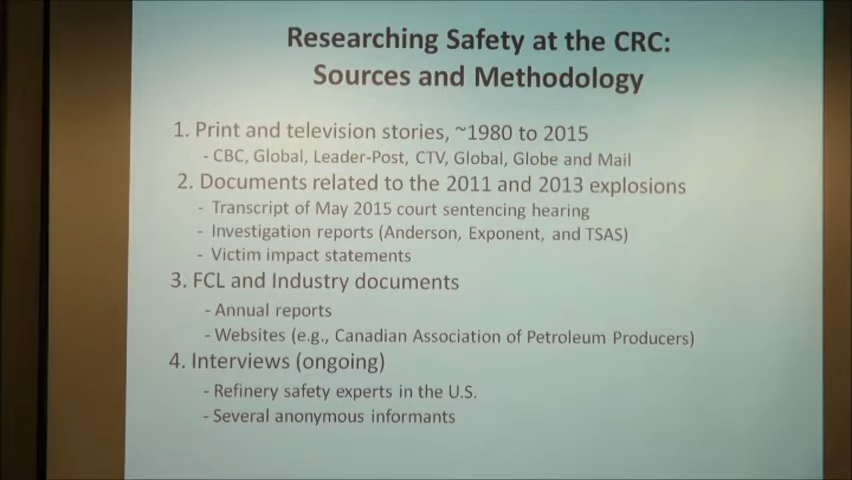 Researching Safety at the CRC:
Sources and Methodology
1. Print and television stories, ~1980 to 2015
- CBC, Global, Leader-Post, CTV, Global, Globe and Mail
2. Documents related to the 2011 and 2013 explosions
- Transcript of May 2015 court sentencing hearing
- Investigation reports (Anderson, Exponent, and TSAS)
- Victim impact statements
3. FCL and Industry documents
- Annual reports
- Websites (e.g., Canadian Association of Petroleum Producers)
4. Interviews (ongoing)
- Refinery safety experts in the U.S.
- Several anonymous informants